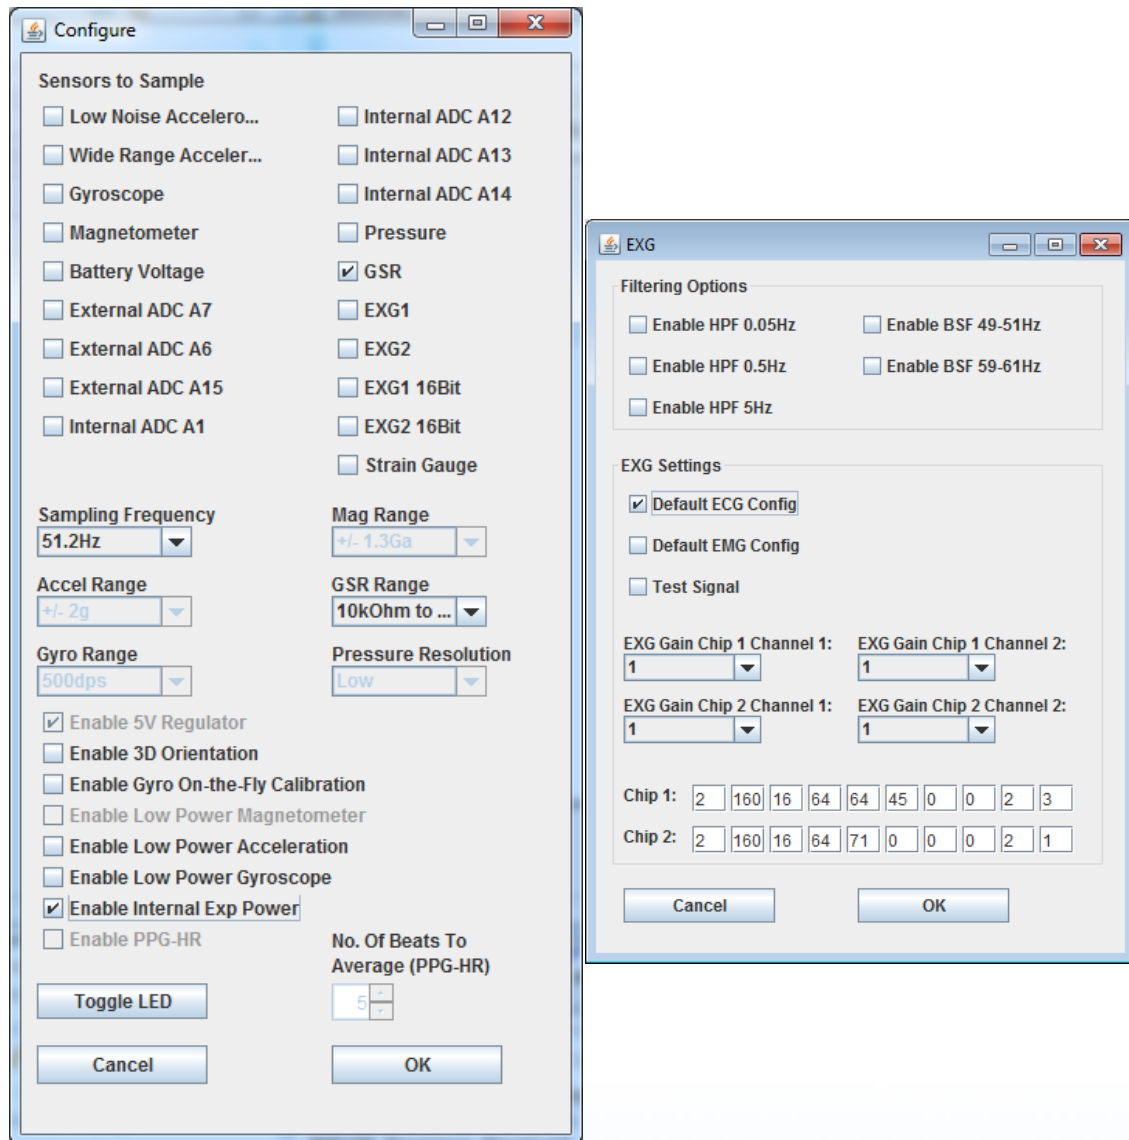 Configure
Sensors to Sample
Low Noise Accelero...
Internal ADC A12
Wide Range Acceler...
Internal ADC A13
Gyroscope
Internal ADC A14
Magnetometer
Pressure
Battery Voltage
GSR
External ADC A7
EXG1
External ADC A6
EXG2
External ADC A15
EXG1 16Bit
Internal ADC A1
EXG2 16Bit
Strain Gauge
Sampling Frequency
Mag Range
51.2Hz
+/- 1.3Ga
Accel Range
GSR Range
+/- 2g
10kOhm to ...
Gyro Range
Pressure Resolution
500dps
Low
Enable 5V Regulator
Enable 3D Orientation
Enable Gyro On-the-Fly Calibration
Enable Low Power Magnetometer
Enable Low Power Acceleration
Enable Low Power Gyroscope
Enable Internal Exp Power
Enable PPG-HR
No. Of Beats To
Average (PPG-HR)
Toggle LED
5
Cancel
OK
EXG
Filtering Options
Enable HPF 0.05Hz
Enable BSF 49-51Hz
Enable HPF 0.5Hz
Enable BSF 59-61Hz
Enable HPF 5Hz
EXG Settings
Default ECG Config
Default EMG Config
Test Signal
EXG Gain Chip 1 Channel 1:
EXG Gain Chip 1 Channel 2:
1
1
EXG Gain Chip 2 Channel 1:
EXG Gain Chip 2 Channel 2:
1
1
Chip 1: 2 160 16 64 64 45 0 0 2 3
Chip 2: 2 160 16 64 71 0 0 0 2 1
Cancel
OK